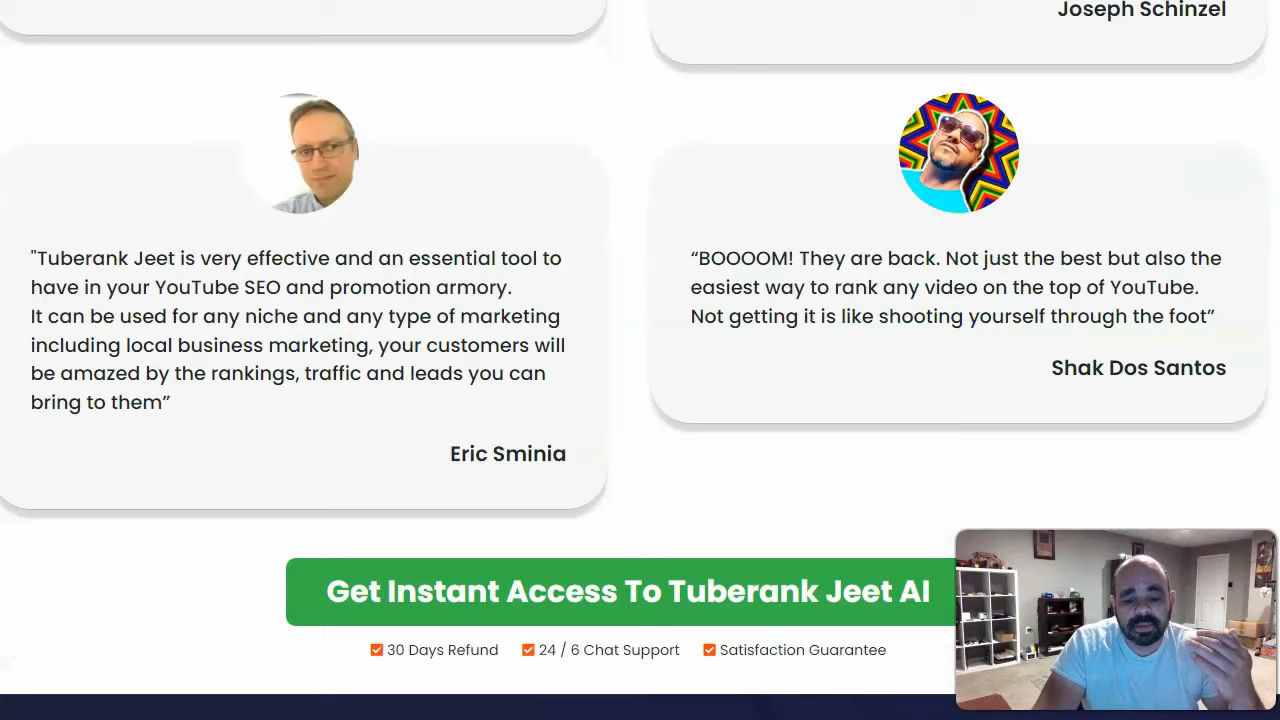 Joseph Schinzel
"Tuberank Jeet is very effective and an essential tool to
have in your YouTube SEO and promotion armory.
It can be used for any niche and any type of marketing
including local business marketing, your customers will
be amazed by the rankings, traffic and leads you can
bring to them”
Eric Sminia
“BOOOOM! They are back. Not just the best but also the
easiest way to rank any video on the top of YouTube.
Not getting it is like shooting yourself through the foot”
Shak Dos Santos
Get Instant Access To Tuberank Jeet AI
30 Days Refund
24 / 6 Chat Support
Satisfaction Guarantee